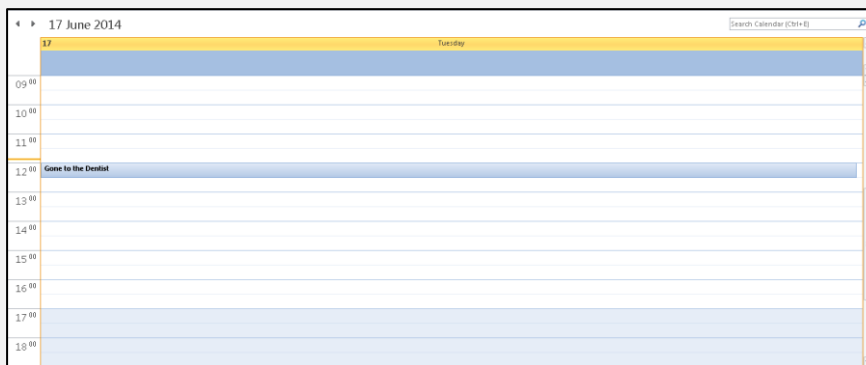 17 June 2014
Search Calendar (Ctrl+E)
17 Tuesday
09 00
10 00
11 00
12 00 Gone to the Dentist
13 00
14 00
15 00
16 00
17 00
18 00